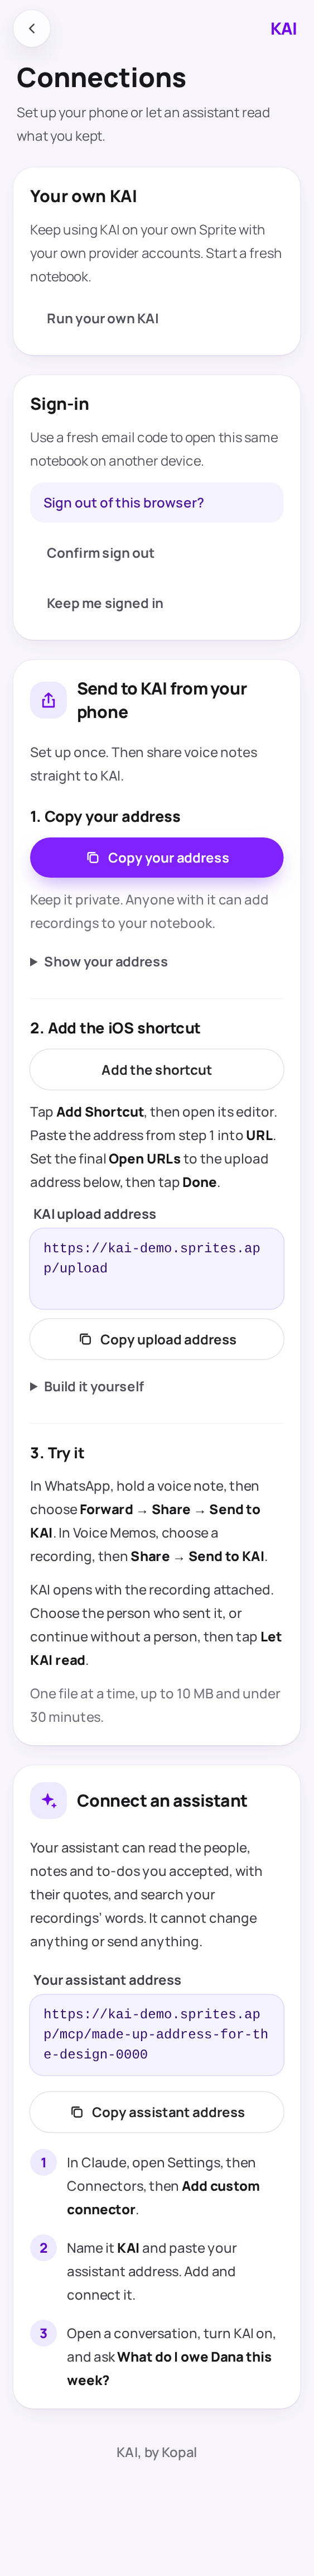 KAI
Connections
Set up your phone or let an assistant read
what you kept.
Your own KAI
Keep using KAI on your own Sprite with
your own provider accounts. Start a fresh
notebook.
Run your own KAI
Sign-in
Use a fresh email code to open this same
notebook on another device.
Sign out of this browser?
Confirm sign out
Keep me signed in
Send to KAI from your
phone
Set up once. Then share voice notes
straight to KAI.
1. Copy your address
Copy your address
Keep it private. Anyone with it can add
recordings to your notebook.
Show your address
2. Add the iOS shortcut
Add the shortcut
Tap Add Shortcut, then open its editor.
Paste the address from step 1 into URL.
Set the final Open URLs to the upload
address below, then tap Done.
KAI upload address
https://kai-demo.sprites.ap
p/upload
Copy upload address
Build it yourself
3. Try it
In WhatsApp, hold a voice note, then
choose Forward → Share → Send to
KAI. In Voice Memos, choose a
recording, then Share → Send to KAI.
KAI opens with the recording attached.
Choose the person who sent it, or
continue without a person, then tap Let
KAI read.
One file at a time, up to 10 MB and under
30 minutes.
Connect an assistant
Your assistant can read the people,
notes and to-dos you accepted, with
their quotes, and search your
recordings' words. It cannot change
anything or send anything.
Your assistant address
https://kai-demo.sprites.ap
p/mcp/made-up-address-for-th
e-design-0000
Copy assistant address
1 In Claude, open Settings, then
Connectors, then Add custom
connector.
2 Name it KAI and paste your
assistant address. Add and
connect it.
3 Open a conversation, turn KAI on,
and ask What do I owe Dana this
week?
KAI, by Kopal